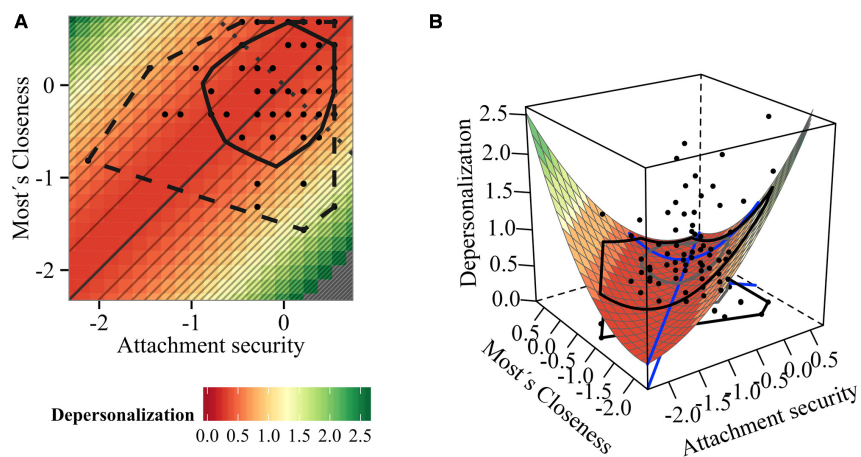 A
Most´s Closeness
0
-1
-2
-2 -1 0
Attachment security
Depersonalization
0.0 0.5 1.0 1.5 2.0 2.5
B
Depersonalization
2.5
2.0
1.5
1.0
0.5
0.0
Most´s Closeness
0.5
0.0
-0.5
-1.0
-1.5
-2.0
Attachment security
-2.0
-1.5
-1.0
-0.5
0.0
0.5